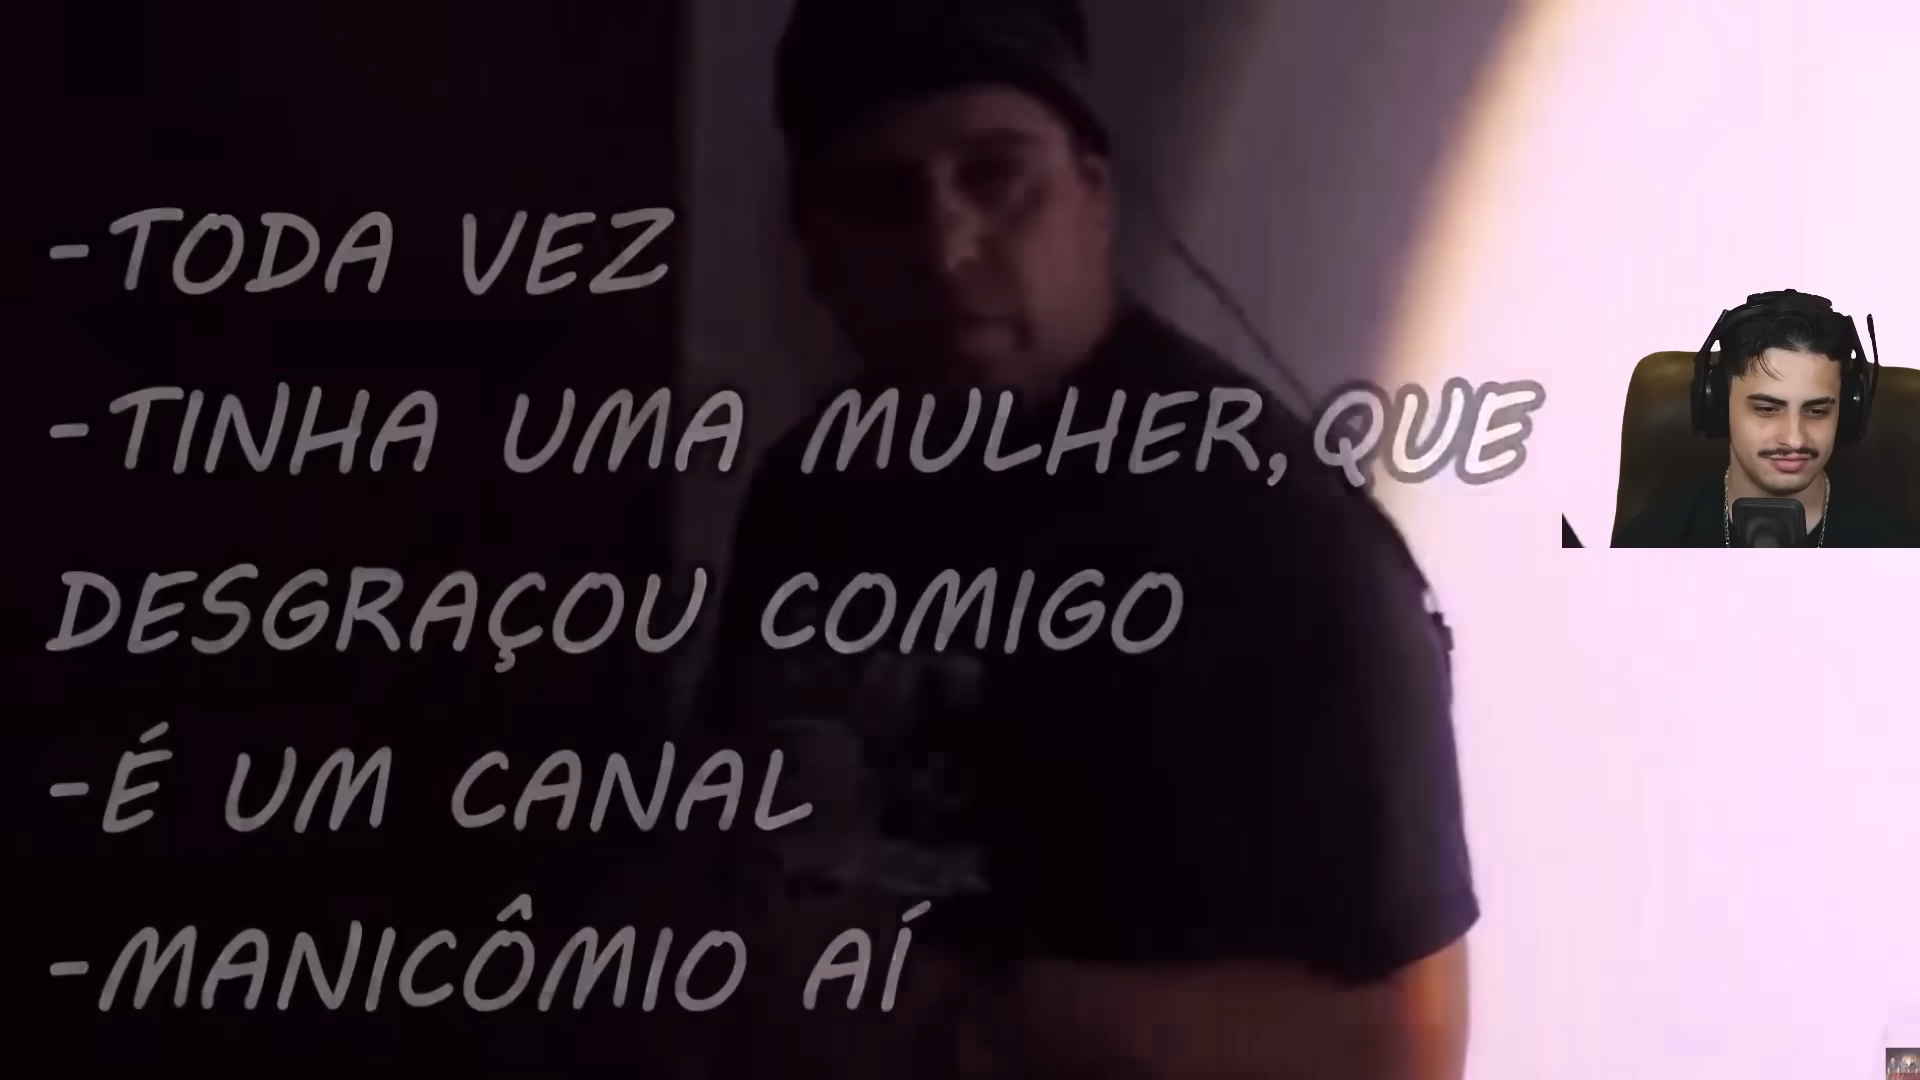 -TODA VEZ
-TINHA UMA MULHER, QUE
DESGRAÇOU COMIGO
-É UM CANAL
-MANICÔMIO AÍ